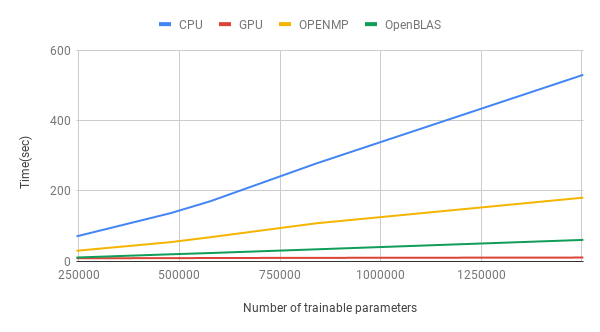 CPU GPU OPENMP OpenBLAS
600
400
200
0
Time(sec)
250000 500000 750000 1000000 1250000
Number of trainable parameters